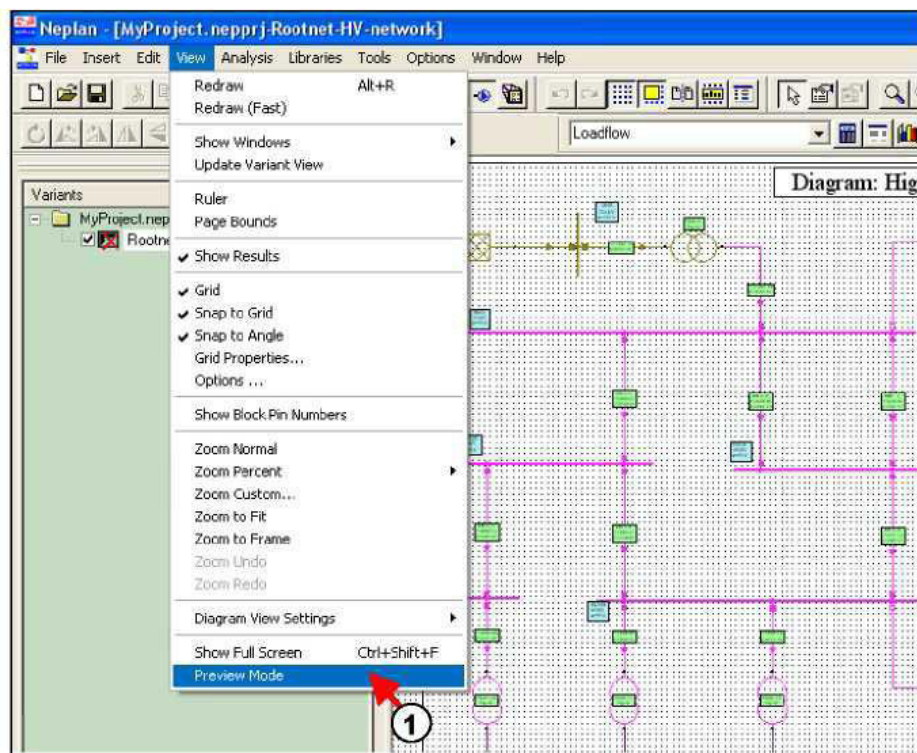 Neplan - [MyProject.nepprj-Rootnet-HV-network]
File Insert Edit View Analysis Libraries Tools Options Window Help
Redraw Alt+R
Redraw (Fast)
Loadflow
Show Windows
Update Variant View
Variants
Diagram: Hig
Ruler
MyProject.nep
Page Bounds
Rootne
Show Results
Grid
Snap to Grid
Snap to Angle
Grid Properties...
Options ...
Show Block Pin Numbers
Zoom Normal
Zoom Percent
Zoom Custom...
Zoom to Fit
Zoom to Frame
Zoom Undo
Zoom Redo
Diagram View Settings
Show Full Screen Ctrl+Shift+F
Preview Mode
1